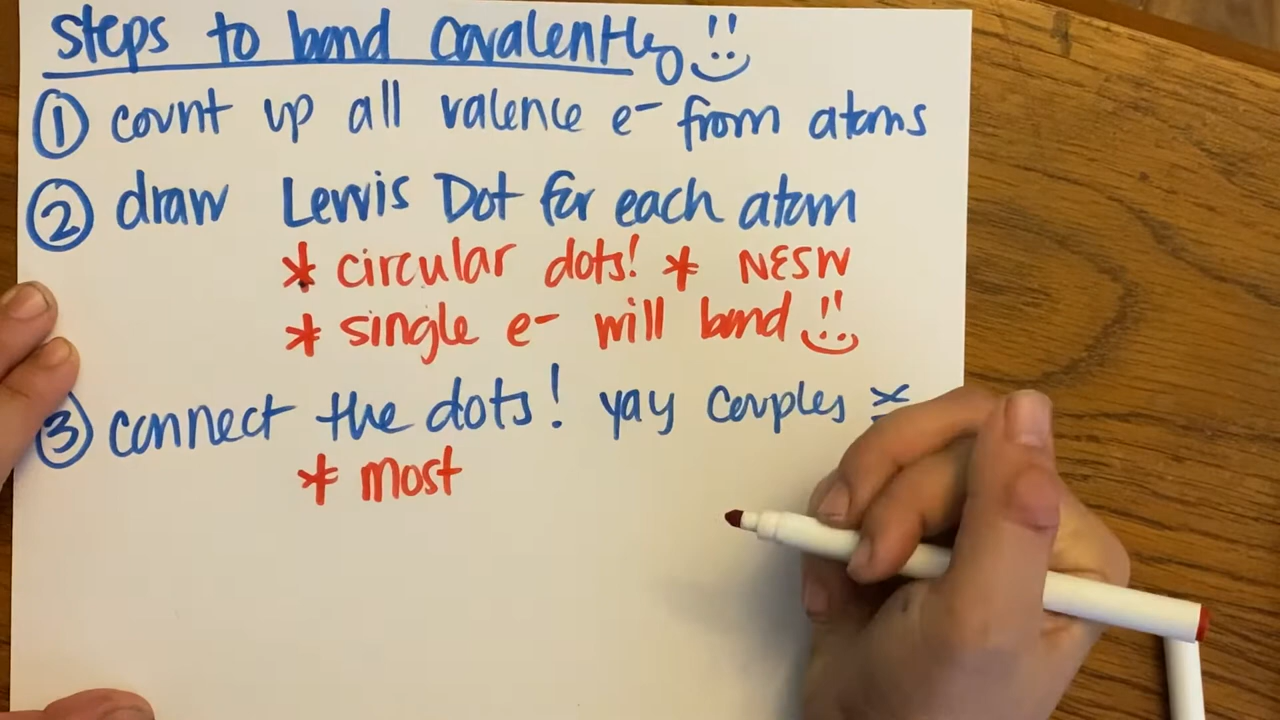 steps to bond covalently!!
① count up all valence e- from atoms
② draw Lewis Dot for each atom
* circular dots! * NESW
* single e- will bond !!
③ connect the dots! yay couples
* most